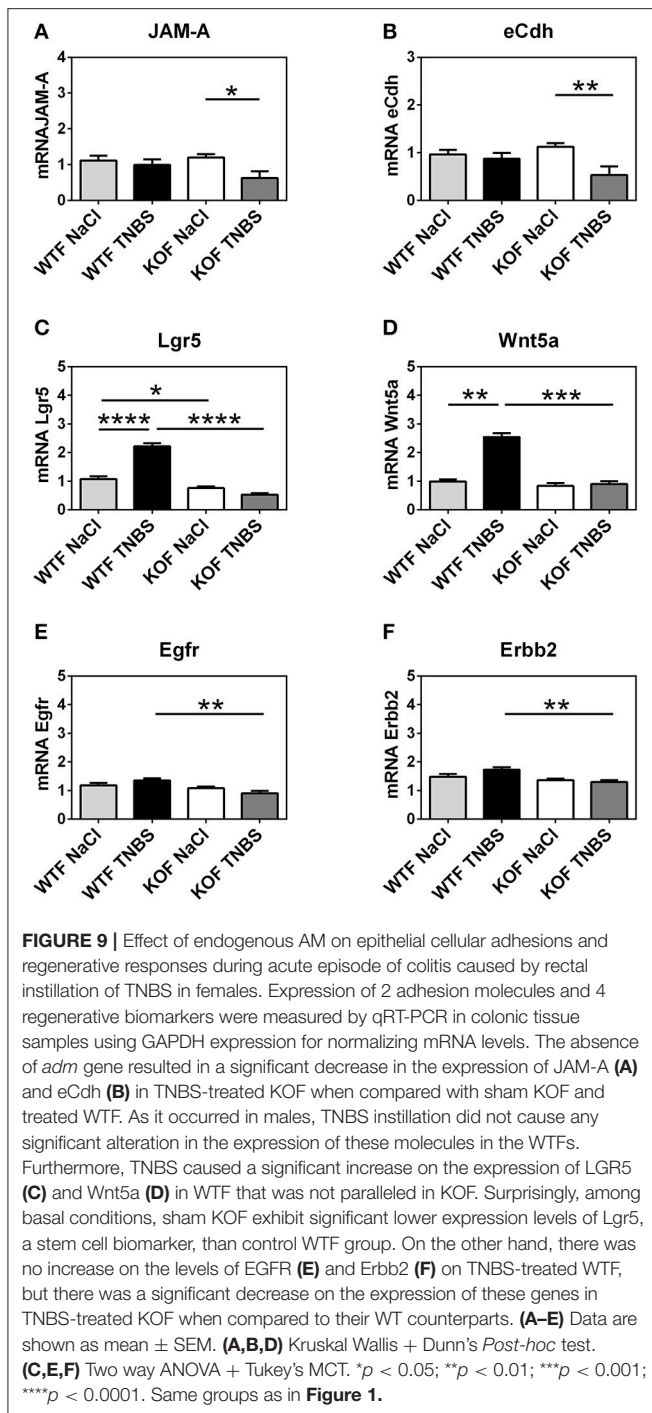 A
JAM-A
mRNAJAM-A
3
2
1
0
*
WTF NaCl
WTF TNBS
KOF NaCl
KOF TNBS
B
eCdh
mRNA eCdh
3
2
1
0
**
WTF NaCl
WTF TNBS
KOF NaCl
KOF TNBS
C
Lgr5
mRNA Lgr5
5
4
3
2
1
0
*
****
****
WTF NaCl
WTF TNBS
KOF NaCl
KOF TNBS
D
Wnt5a
mRNA Wnt5a
5
4
3
2
1
0
**
***
WTF NaCl
WTF TNBS
KOF NaCl
KOF TNBS
E
Egfr
mRNA Egfr
5
4
3
2
1
0
**
WTF NaCl
WTF TNBS
KOF NaCl
KOF TNBS
F
Erbb2
mRNA Erbb2
5
4
3
2
1
0
**
WTF NaCl
WTF TNBS
KOF NaCl
KOF TNBS
FIGURE 9 | Effect of endogenous AM on epithelial cellular adhesions and
regenerative responses during acute episode of colitis caused by rectal
instillation of TNBS in females. Expression of 2 adhesion molecules and 4
regenerative biomarkers were measured by qRT-PCR in colonic tissue
samples using GAPDH expression for normalizing mRNA levels. The absence
of adm gene resulted in a significant decrease in the expression of JAM-A (A)
and eCdh (B) in TNBS-treated KOF when compared with sham KOF and
treated WTF. As it occurred in males, TNBS instillation did not cause any
significant alteration in the expression of these molecules in the WTFs.
Furthermore, TNBS caused a significant increase on the expression of LGR5
(C) and Wnt5a (D) in WTF that was not paralleled in KOF. Surprisingly, among
basal conditions, sham KOF exhibit significant lower expression levels of Lgr5,
a stem cell biomarker, than control WTF group. On the other hand, there was
no increase on the levels of EGFR (E) and Erbb2 (F) on TNBS-treated WTF,
but there was a significant decrease on the expression of these genes in
TNBS-treated KOF when compared to their WT counterparts. (A–E) Data are
shown as mean ± SEM. (A,B,D) Kruskal Wallis + Dunn's Post-hoc test.
(C,E,F) Two way ANOVA + Tukey's MCT. *p < 0.05; **p < 0.01; ***p < 0.001;
****p < 0.0001. Same groups as in Figure 1.